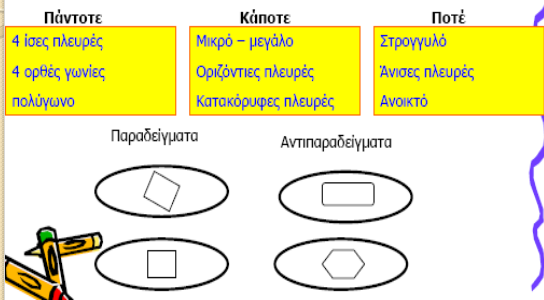 Πάντοτε Κάποτε Ποτέ
4 ίσες πλευρές Μικρό – μεγάλο Στρογγυλό
4 ορθές γωνίες Οριζόντιες πλευρές Άνισες πλευρές
πολύγωνο Κατακόρυφες πλευρές Ανοικτό
Παραδείγματα Αντιπαραδείγματα